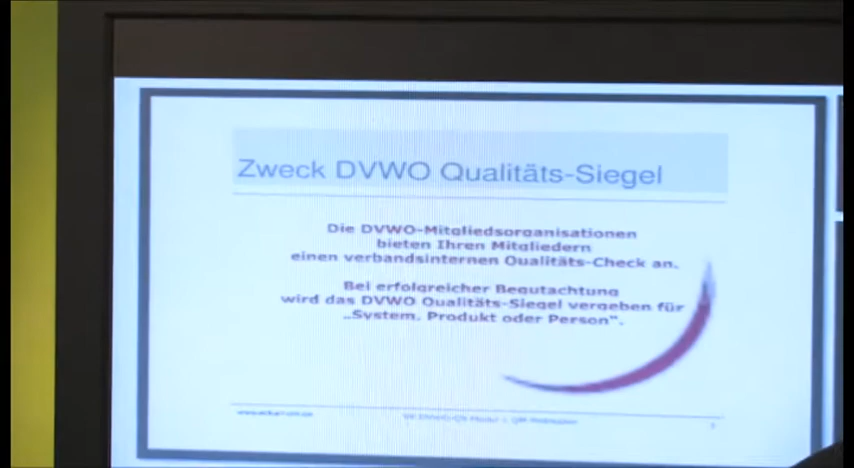 Zweck DVWO Qualitäts-Siegel
Die DVWO-Mitgliedsorganisationen
bieten Ihren Mitgliedern
einen verbandsinternen Qualitäts-Check an.
Bei erfolgreicher Begutachtung
wird das DVWO Qualitäts-Siegel vergeben für
„System, Produkt oder Person".